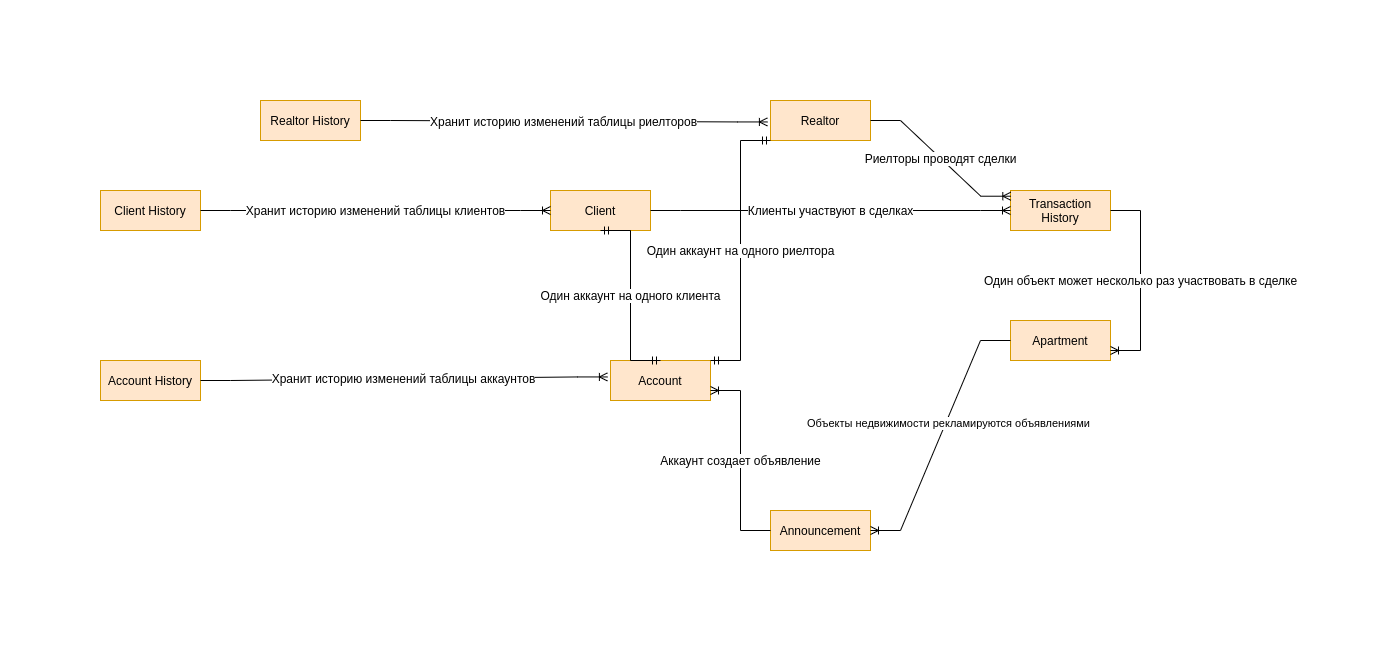 Realtor History
Хранит историю изменений таблицы риелторов
Realtor
Риелторы проводят сделки
Client History
Хранит историю изменений таблицы клиентов
Client
Клиенты участвуют в сделках
Transaction
History
Один аккаунт на одного риелтора
Один объект может несколько раз участвовать в сделке
Один аккаунт на одного клиента
Apartment
Account History
Хранит историю изменений таблицы аккаунтов
Account
Объекты недвижимости рекламируются объявлениями
Аккаунт создает объявление
Announcement